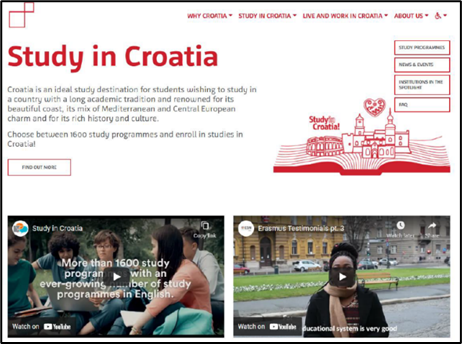 WHY CROATIA STUDY IN CROATIA LIVE AND WORK IN CROATIA ABOUT US
Study in Croatia
Croatia is an ideal study destination for students wishing to study in
a country with a long academic tradition and renowned for its
beautiful coast, its mix of Mediterranean and Central European
charm and for its rich history and culture.
Choose between 1600 study programmes and enroll in studies in
Croatia!
FIND OUT MORE
STUDY PROGRAMMES
NEWS & EVENTS
INSTITUTIONS IN THE
SPOTLIGHT
FAQ
Study in
Croatia!
Study in Croatia
Copy link
More than 1600 study
with an
ever-growing of study
programmes in English.
Watch on YouTube
Erasmus Testimonials pt. 3
Watch
Share
ducational system is very good
Watch on YouTube